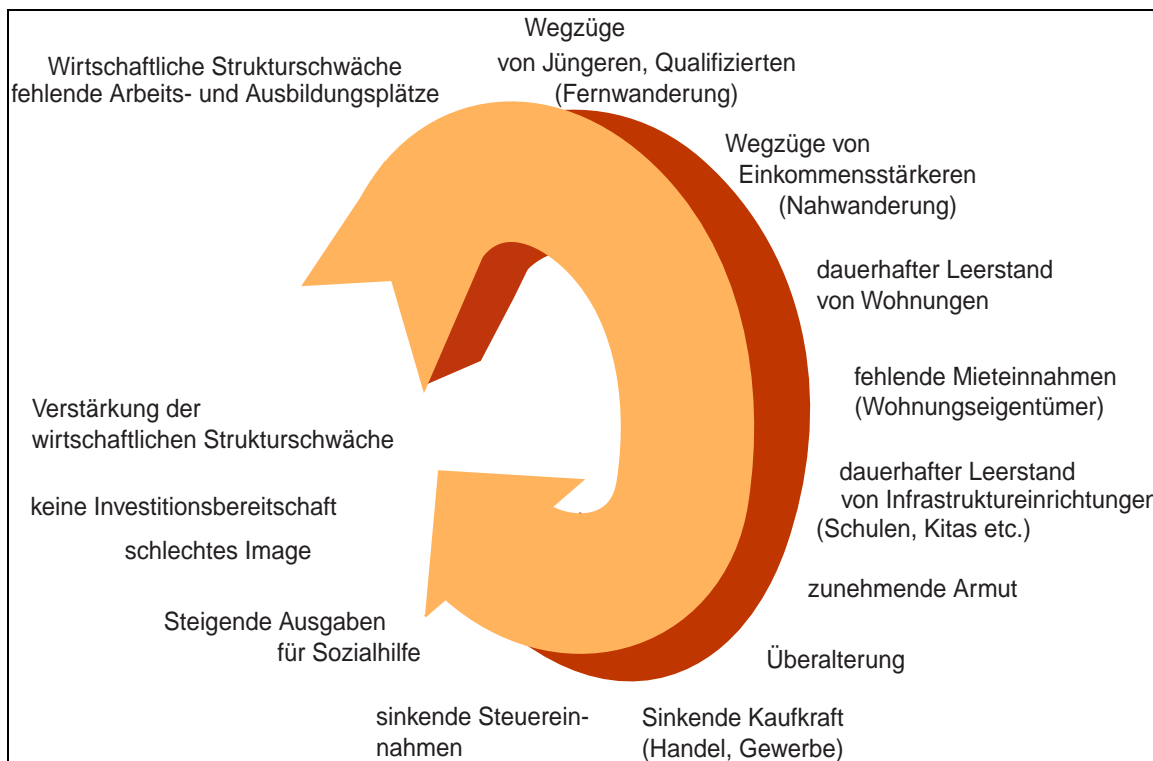 Wirtschaftliche Strukturschwäche
fehlende Arbeits- und Ausbildungsplätze
Wegzüge
von Jüngeren, Qualifizierten
(Fernwanderung)
Wegzüge von
Einkommensstärkeren
(Nahwanderung)
dauerhafter Leerstand
von Wohnungen
fehlende Mieteinnahmen
(Wohnungseigentümer)
dauerhafter Leerstand
von Infrastruktureinrichtungen
(Schulen, Kitas etc.)
zunehmende Armut
Überalterung
Sinkende Kaufkraft
(Handel, Gewerbe)
sinkende Steuerein-
nahmen
Steigende Ausgaben
für Sozialhilfe
schlechtes Image
keine Investitionsbereitschaft
Verstärkung der
wirtschaftlichen Strukturschwäche